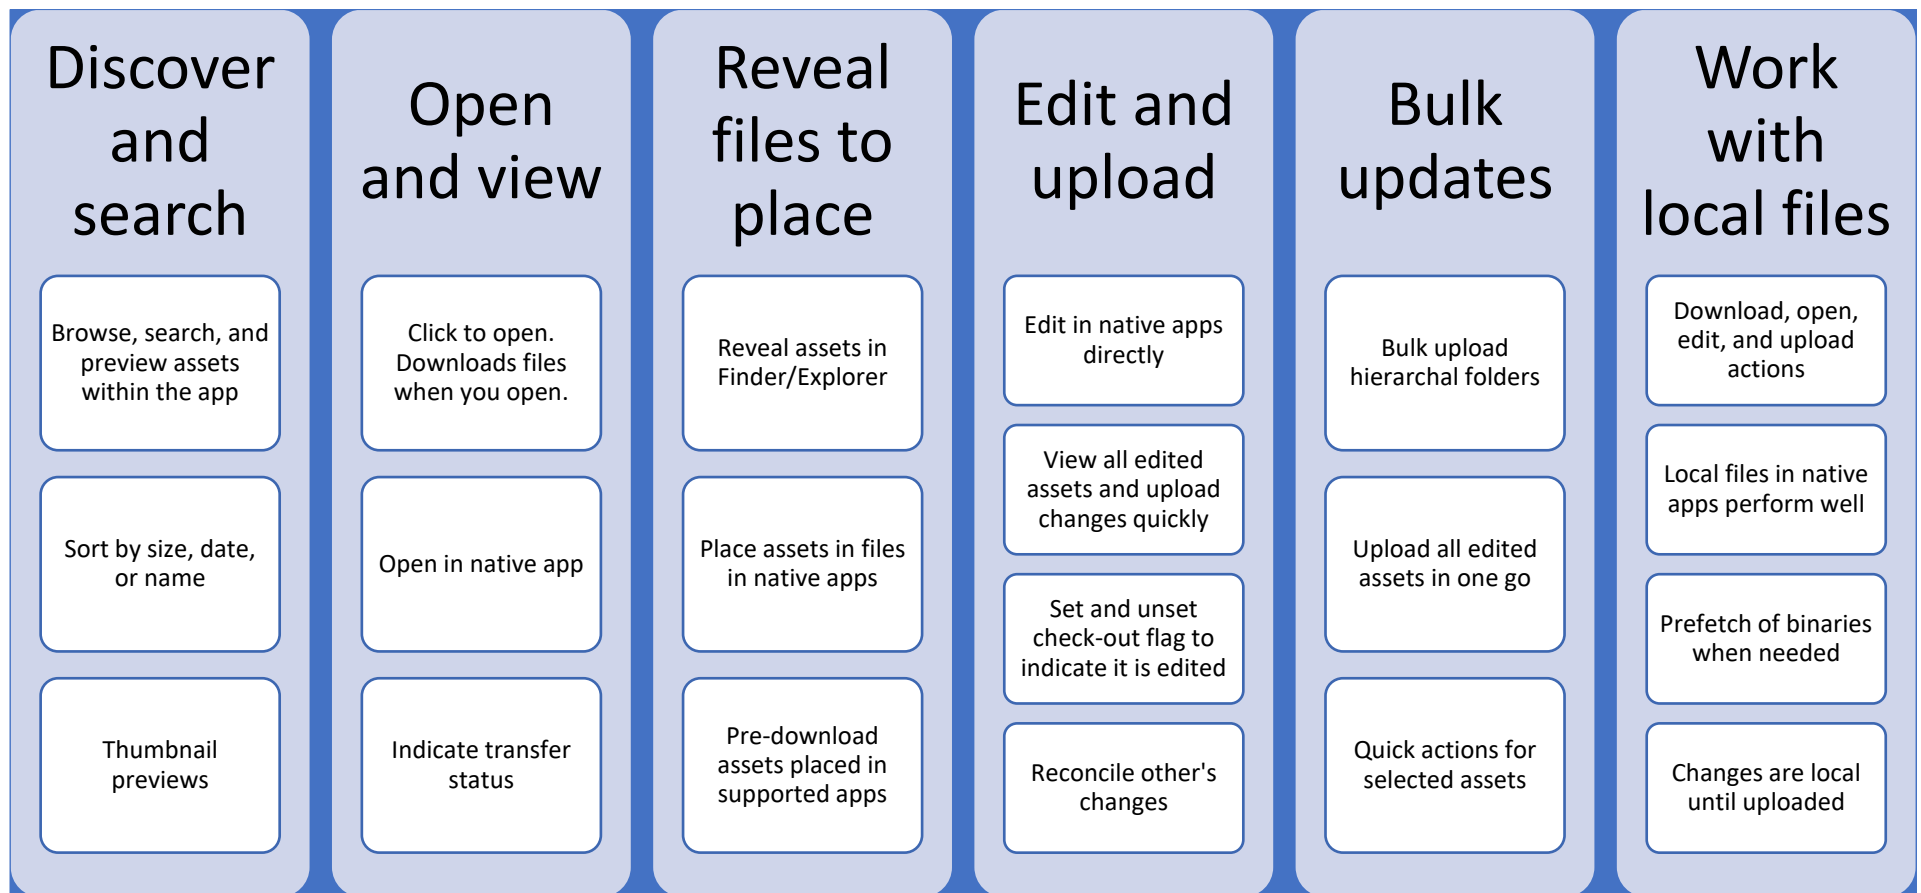 Discover
and
search
Browse, search, and
preview assets
within the app
Sort by size, date,
or name
Thumbnail
previews
Open
and view
Click to open.
Downloads files
when you open.
Open in native app
Indicate transfer
status
Reveal
files to
place
Reveal assets in
Finder/Explorer
Place assets in files
in native apps
Pre-download
assets placed in
supported apps
Edit and
upload
Edit in native apps
directly
View all edited
assets and upload
changes quickly
Set and unset
check-out flag to
indicate it is edited
Reconcile other's
changes
Bulk
updates
Bulk upload
hierarchal folders
Upload all edited
assets in one go
Quick actions for
selected assets
Work
with
local files
Download, open,
edit, and upload
actions
Local files in native
apps perform well
Prefetch of binaries
when needed
Changes are local
until uploaded